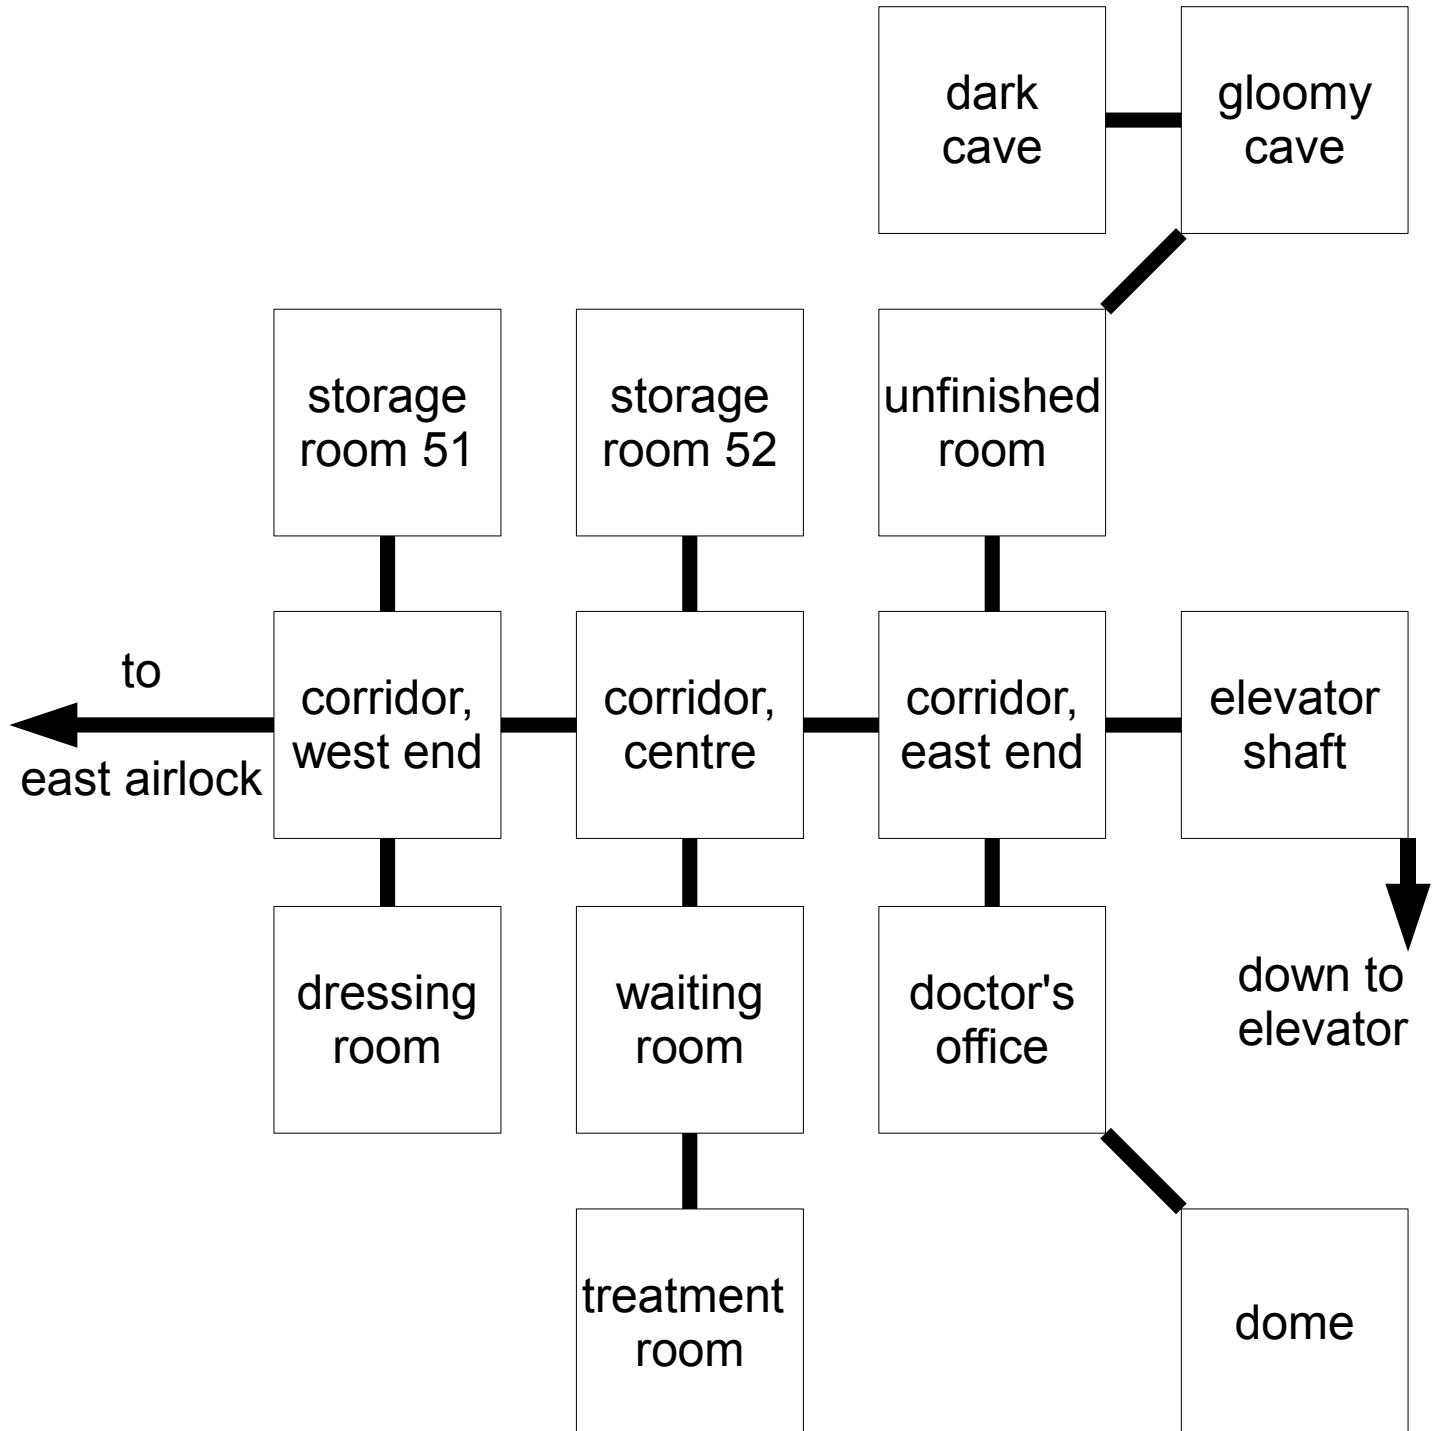 dark
cave
gloomy
cave
storage
room 51
storage
room 52
unfinished
room
to
east airlock
corridor,
west end
corridor,
centre
corridor,
east end
elevator
shaft
dressing
room
waiting
room
doctor's
office
down to
elevator
treatment
room
dome